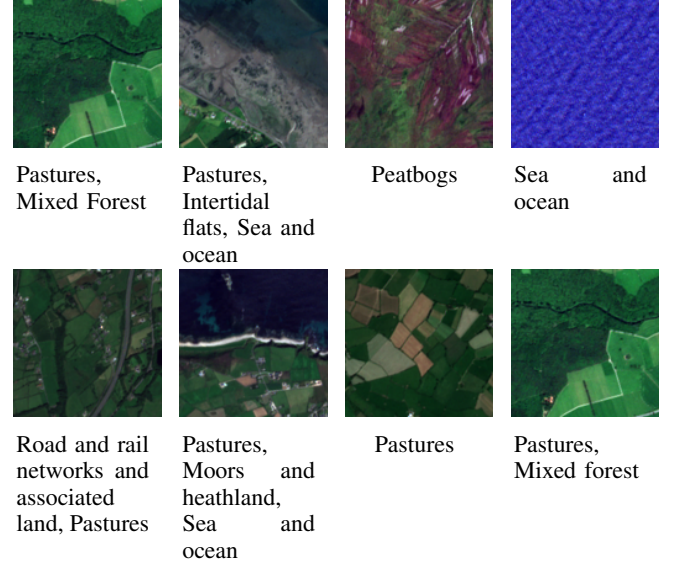 Pastures,
Mixed Forest
Pastures,
Intertidal
flats, Sea and
ocean
Peatbogs
Sea and
ocean
Road and rail
networks and
associated
land, Pastures
Pastures,
Moors and
heathland,
Sea and
ocean
Pastures
Pastures,
Mixed forest